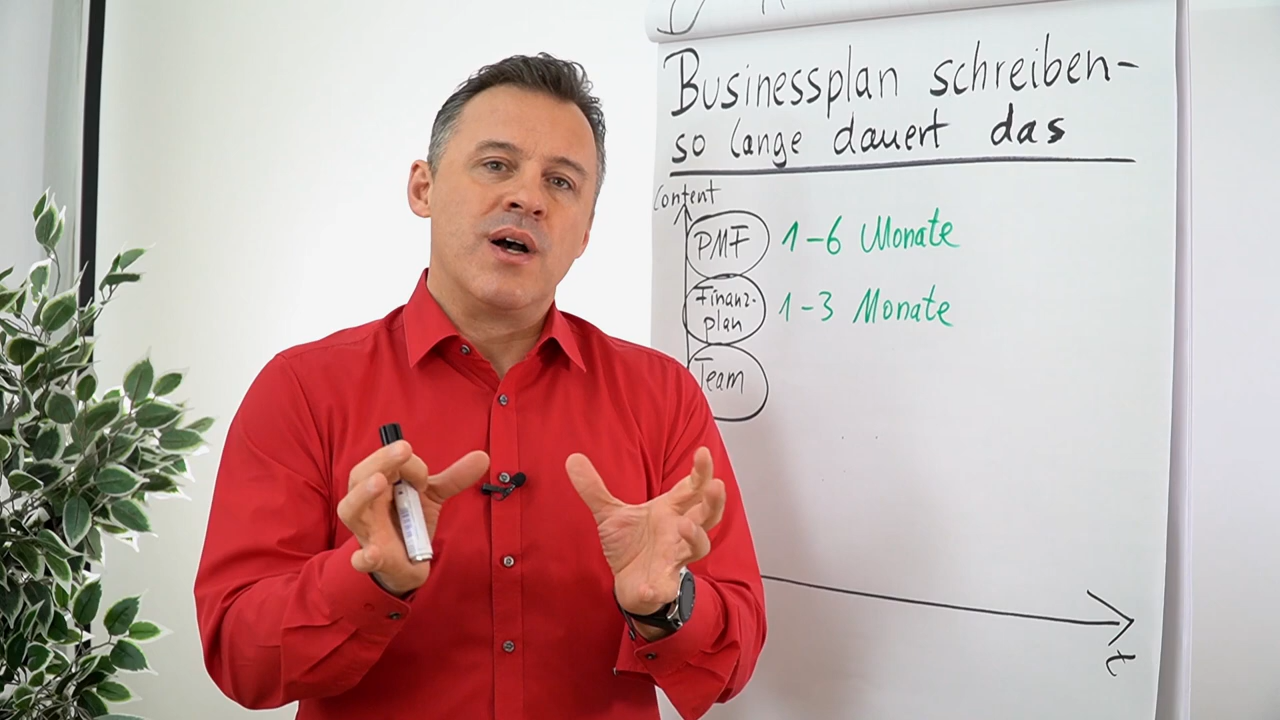 Businessplan schreiben-
so lange dauert das
Content
PMF 1-6 Monate
Finanz-
plan 1-3 Monate
Team
t